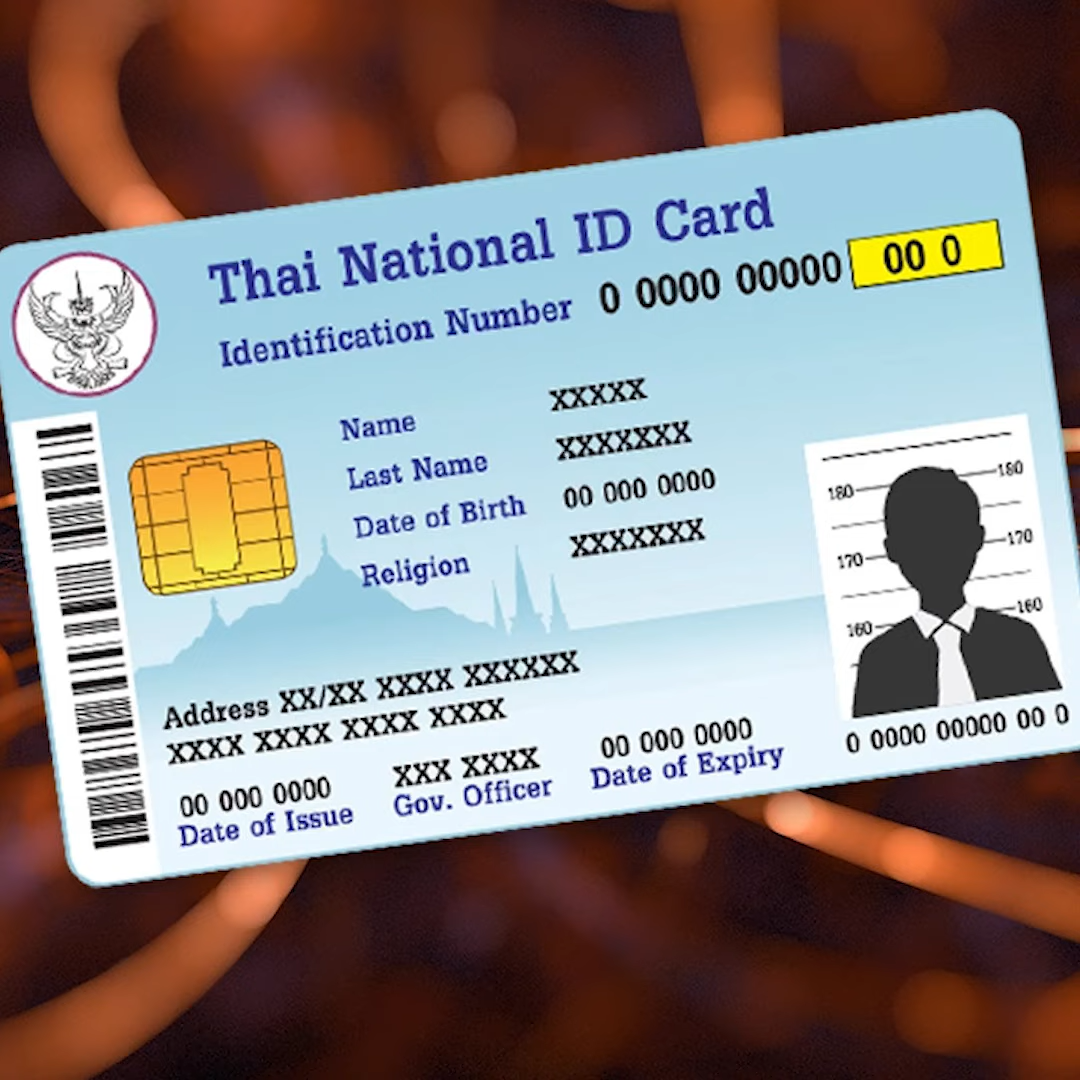 Thai National ID Card
Identification Number 0 0000 00000 00 0
Name XXXXX
Last Name XXXXXXX
Date of Birth 00 000 0000
Religion XXXXXXX
180 180
170 170
160 160
Address XX/XX XXXX XXXXXX
XXXX XXXX XXXX XXXX
00 000 0000 XXX XXXX 00 000 0000
Date of Issue Gov. Officer Date of Expiry
0 0000 00000 00 0